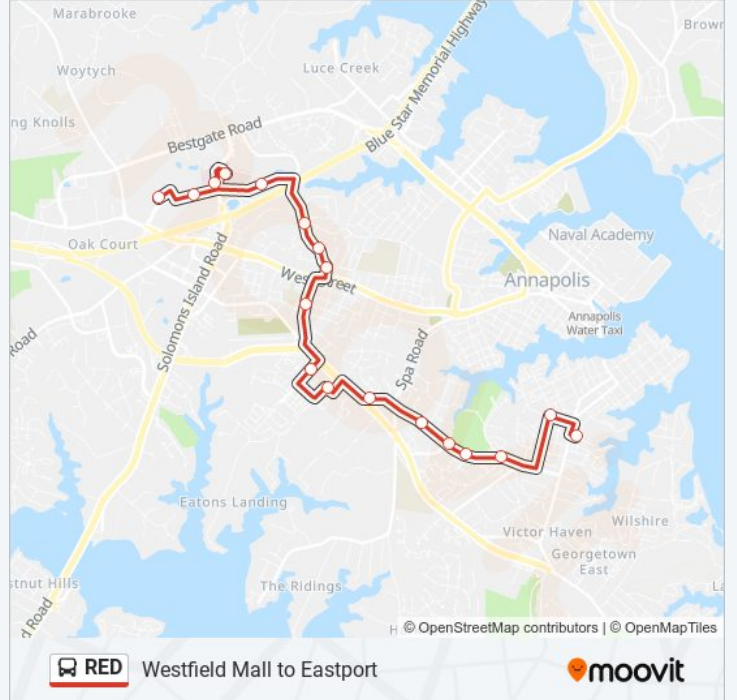 Marabrooke
Brown
Woytych
Luce Creek
Blue Star Memorial Highway
ng Knolls
Bestgate Road
Oak Court
Naval Academy
West Street
Annapolis
Solomons Island Road
Annapolis
Water Taxi
Road
Spa Road
Eatons Landing
Wilshire
Victor Haven
Georgetown
East
stnut Hills
The Ridings
La
d Road
H
© OpenStreetMap contributors | © OpenMapTiles
RED
Westfield Mall to Eastport
moovit